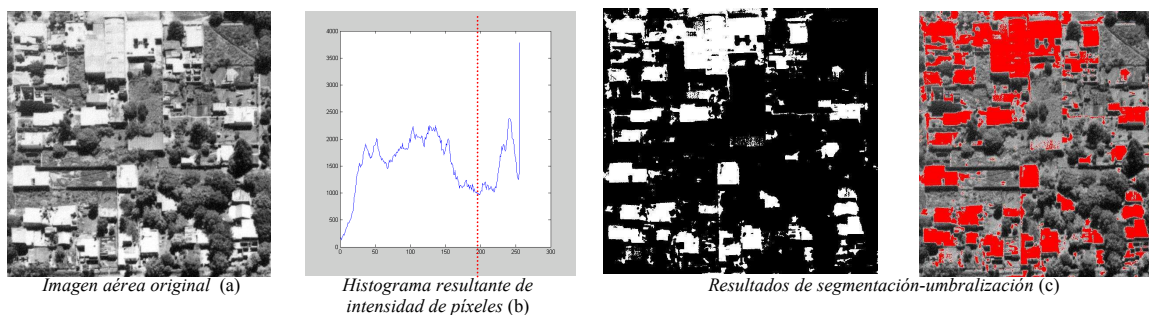 4000
3500
3000
2500
2000
1500
1000
500
0
0 50 100 150 200 250 300
Imagen aérea original (a)
Histograma resultante de
intensidad de píxeles (b)
Resultados de segmentación-umbralización (c)